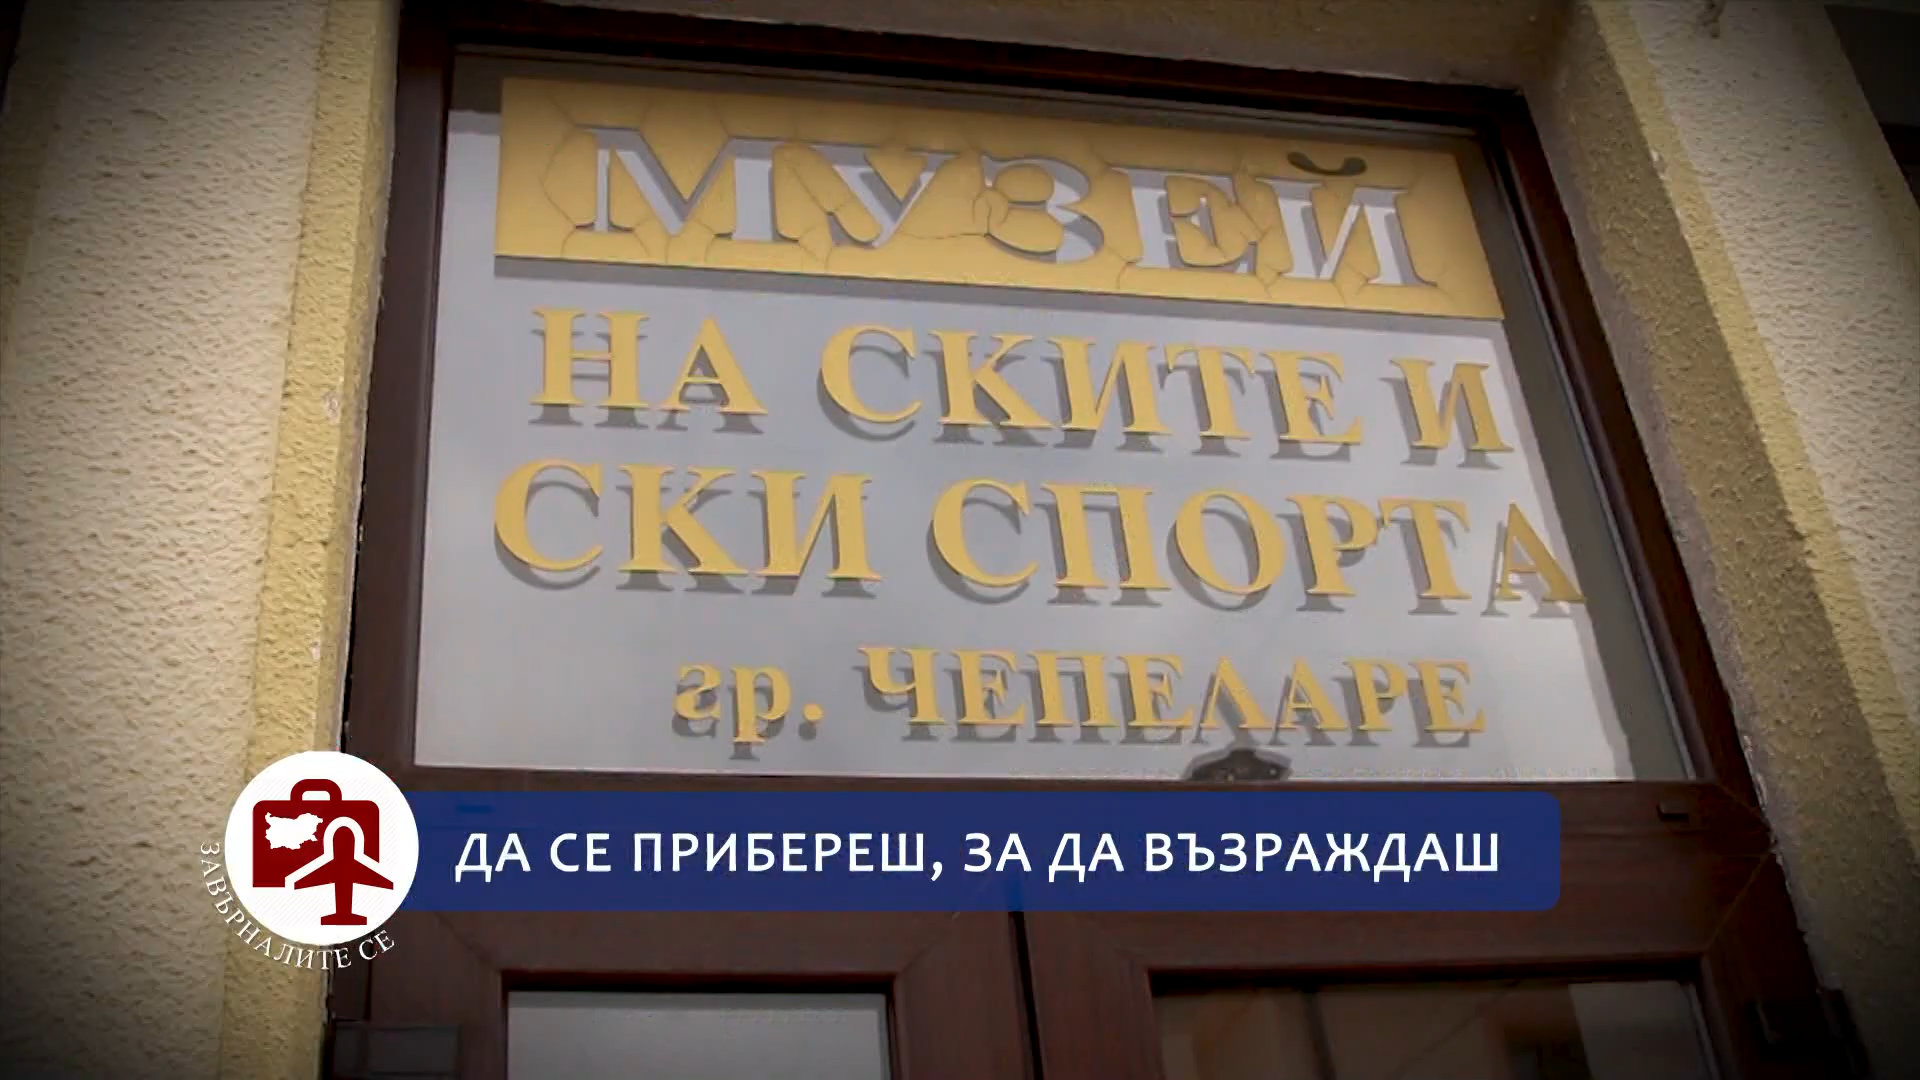 МУЗЕЙ
НА СКИТЕ И
СКИ СПОРТА
гр. ЧЕПЕЛАРЕ
ДА СЕ ПРИБЕРЕШ, ЗА ДА ВЪЗРАЖДАШ
ЗАВЪРНАЛИТЕ СЕ